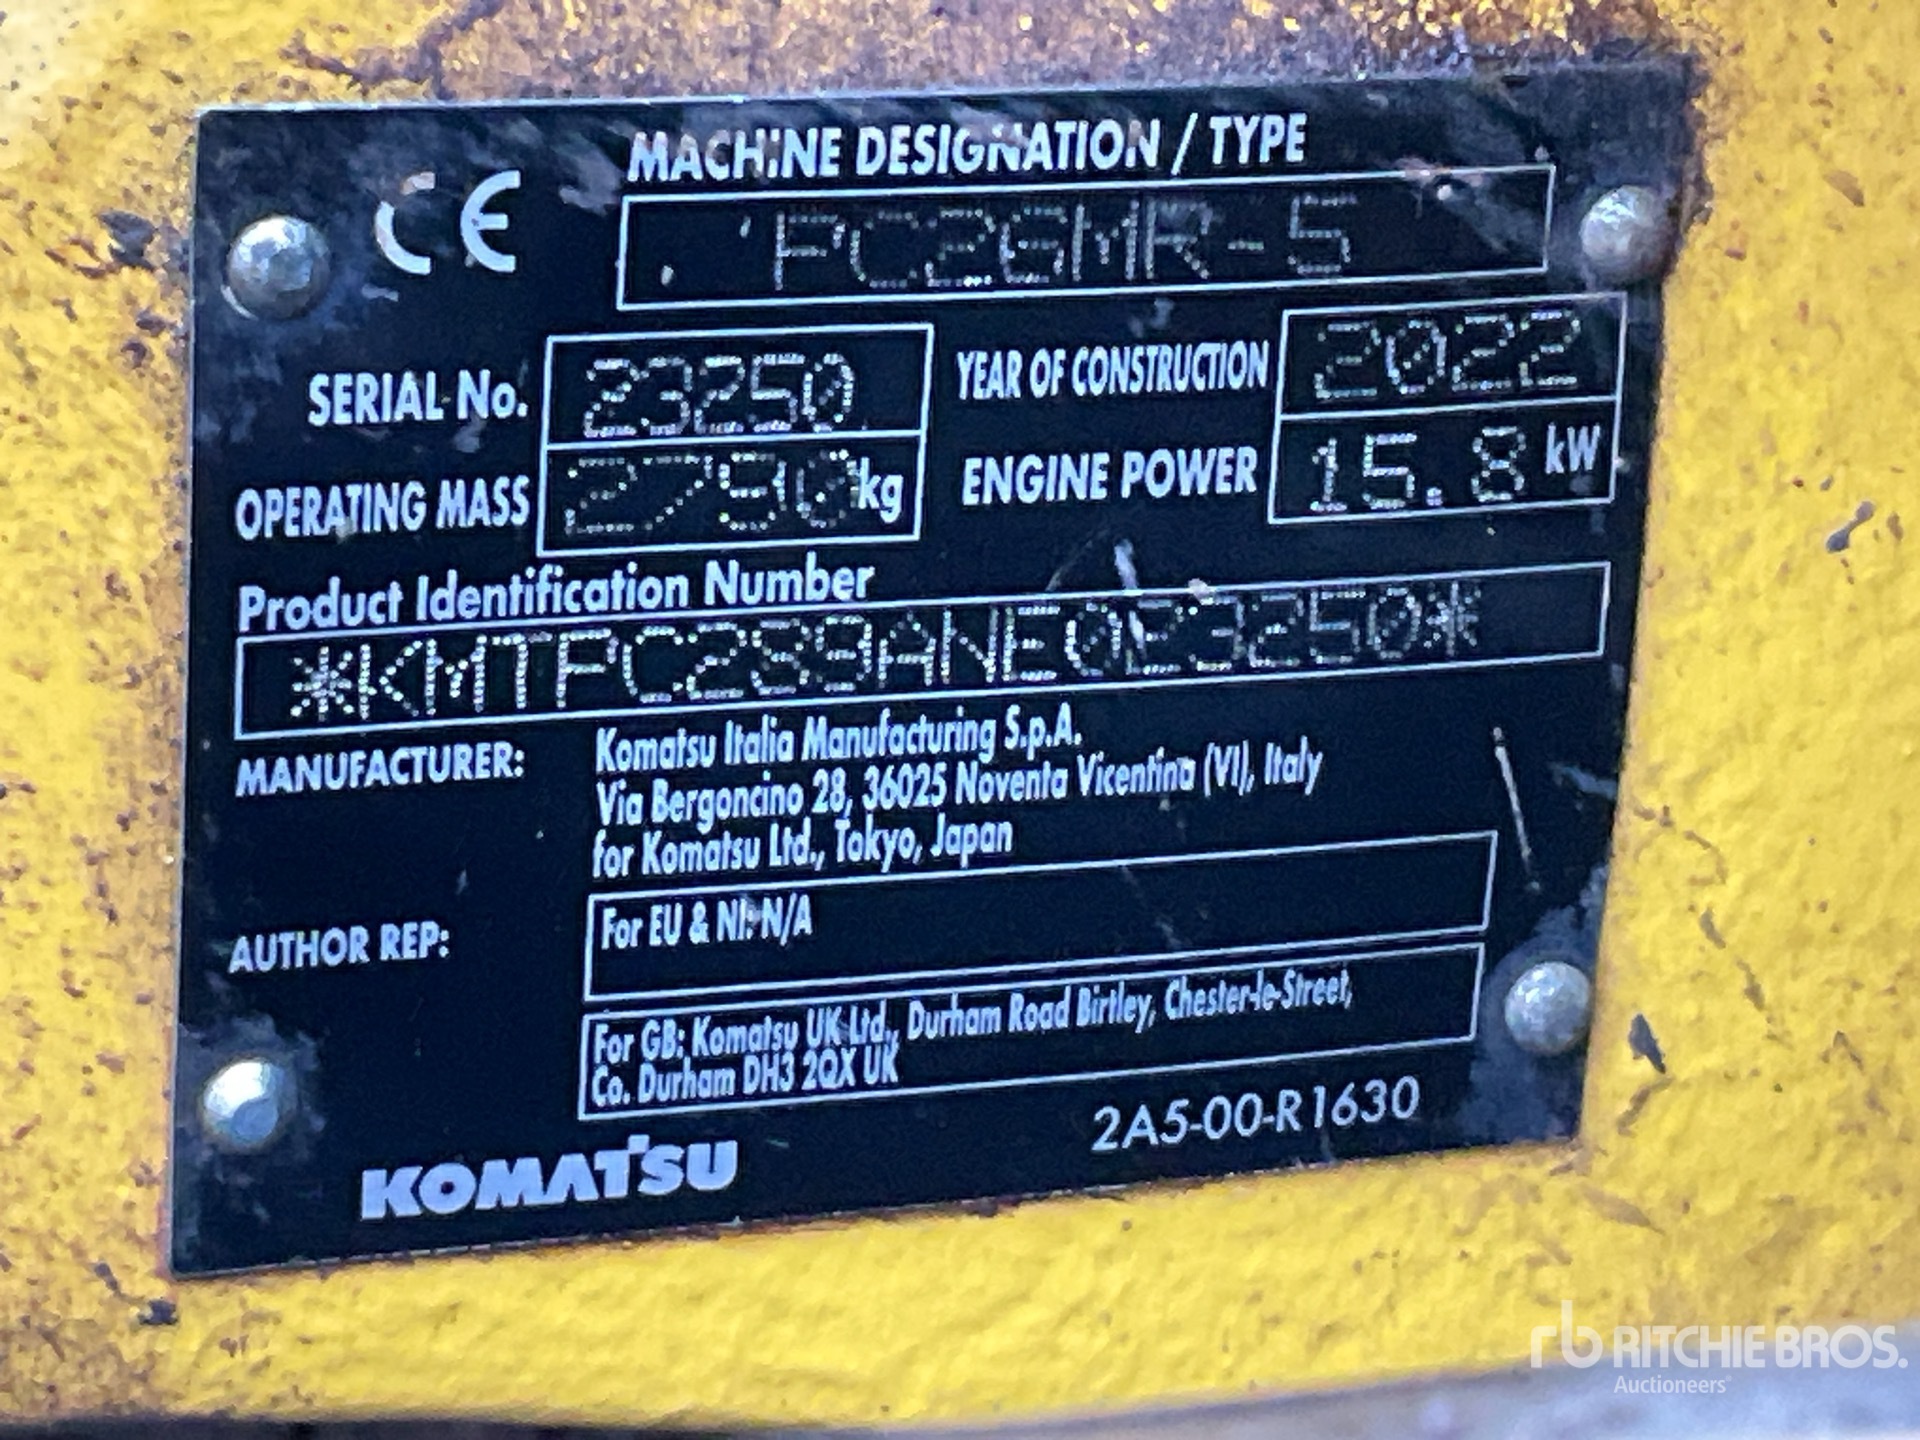 CE
MACHINE DESIGNATION / TYPE
PC26MR-5
SERIAL No. 23250
YEAR OF CONSTRUCTION 2022
OPERATING MASS 2790 kg
ENGINE POWER 15.8 kW
Product Identification Number
*KMTPC289ANE023250*
MANUFACTURER: Komatsu Italia Manufacturing S.p.A.
Via Bergoncino 28, 36025 Noventa Vicentina (VI), Italy
for Komatsu Ltd., Tokyo, Japan
AUTHOR REP: For EU & NI: N/A
For GB: Komatsu UK Ltd., Durham Road Birtley, Chester-le-Street,
Co. Durham DH3 2QX UK
KOMATSU
2A5-00-R1630
rb RITCHIE BROS.
Auctioneers